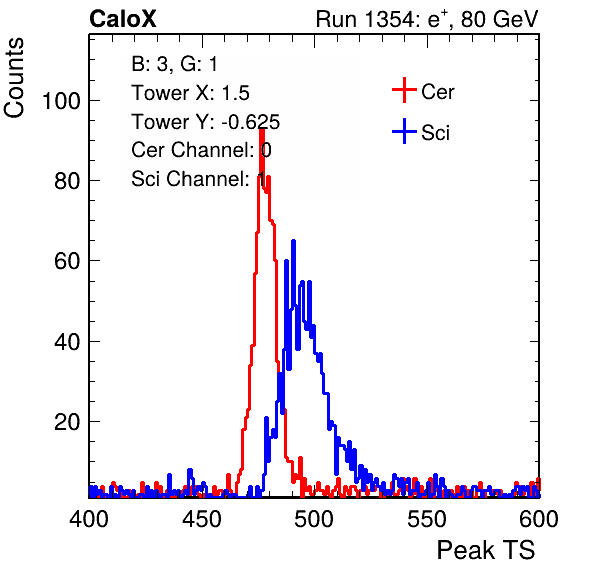 CaloX Run 1354: e+, 80 GeV
Counts
B: 3, G: 1
Tower X: 1.5
Tower Y: -0.625
Cer Channel: 0
Sci Channel: 1
Cer
Sci
100
80
60
40
20
400 450 500 550 600
Peak TS